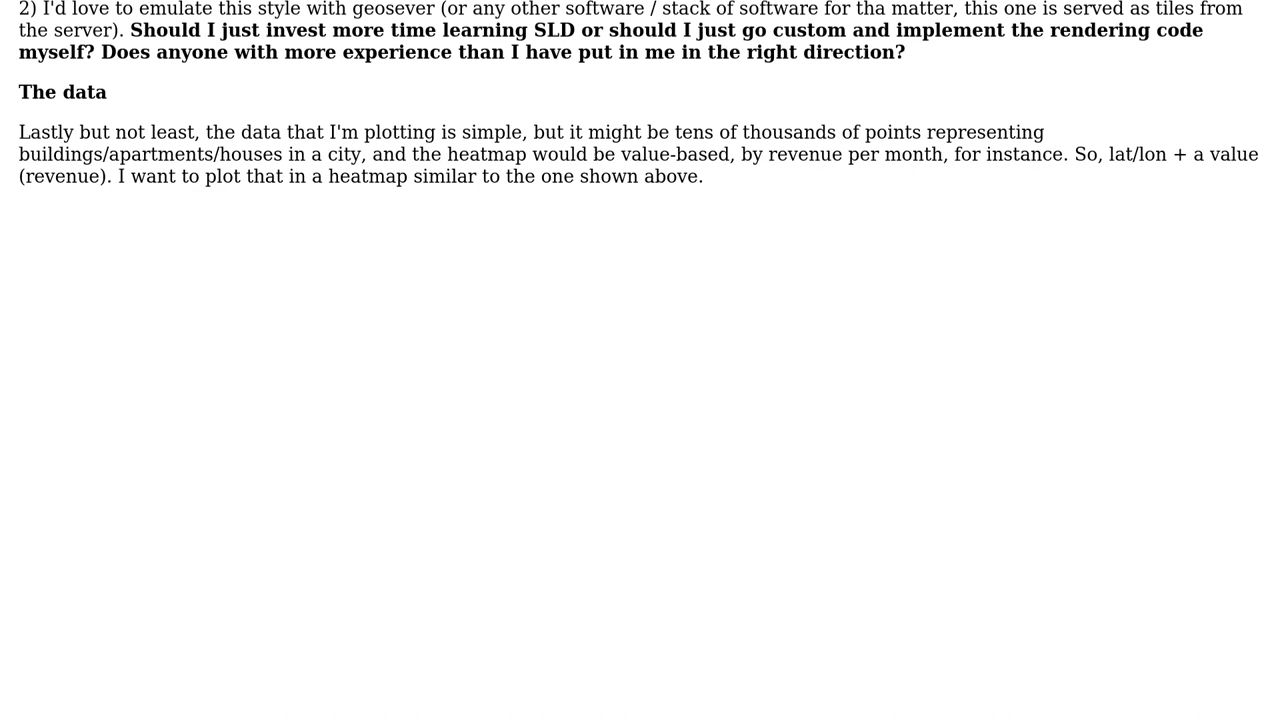 2) I'd love to emulate this style with geosever (or any other software / stack of software for tha matter, this one is served as tiles from
the server). Should I just invest more time learning SLD or should I just go custom and implement the rendering code
myself? Does anyone with more experience than I have put in me in the right direction?
The data
Lastly but not least, the data that I'm plotting is simple, but it might be tens of thousands of points representing
buildings/apartments/houses in a city, and the heatmap would be value-based, by revenue per month, for instance. So, lat/lon + a value
(revenue). I want to plot that in a heatmap similar to the one shown above.